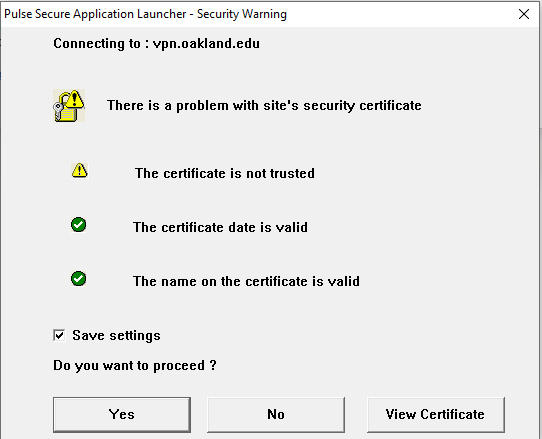 Pulse Secure Application Launcher - Security Warning
Connecting to : vpn.oakland.edu
There is a problem with site's security certificate
The certificate is not trusted
The certificate date is valid
The name on the certificate is valid
Save settings
Do you want to proceed ?
Yes No View Certificate